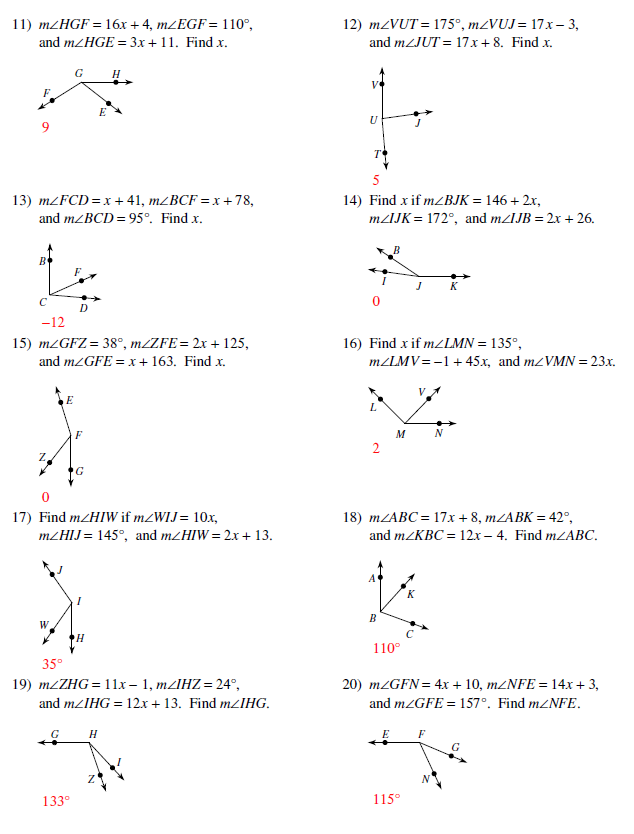 11) m∠HGF = 16x + 4, m∠EGF = 110°,
and m∠HGE = 3x + 11. Find x.
G H
F
E
9
12) m∠VUT = 175°, m∠VUJ = 17x – 3,
and m∠JUT = 17x + 8. Find x.
V
U J
T
5
13) m∠FCD = x + 41, m∠BCF = x + 78,
and m∠BCD = 95°. Find x.
B
F
C D
−12
14) Find x if m∠BJK = 146 + 2x,
m∠IJK = 172°, and m∠IJB = 2x + 26.
B
I J K
0
15) m∠GFZ = 38°, m∠ZFE = 2x + 125,
and m∠GFE = x + 163. Find x.
E
F
Z
G
0
16) Find x if m∠LMN = 135°,
m∠LMV = −1 + 45x, and m∠VMN = 23x.
V
L
M N
2
17) Find m∠HIW if m∠WIJ = 10x,
m∠HIJ = 145°, and m∠HIW = 2x + 13.
J
I
W
H
35°
18) m∠ABC = 17x + 8, m∠ABK = 42°,
and m∠KBC = 12x – 4. Find m∠ABC.
A
K
B
C
110°
19) m∠ZHG = 11x – 1, m∠IHZ = 24°,
and m∠IHG = 12x + 13. Find m∠IHG.
G H
I
Z
133°
20) m∠GFN = 4x + 10, m∠NFE = 14x + 3,
and m∠GFE = 157°. Find m∠NFE.
E F
G
N
115°